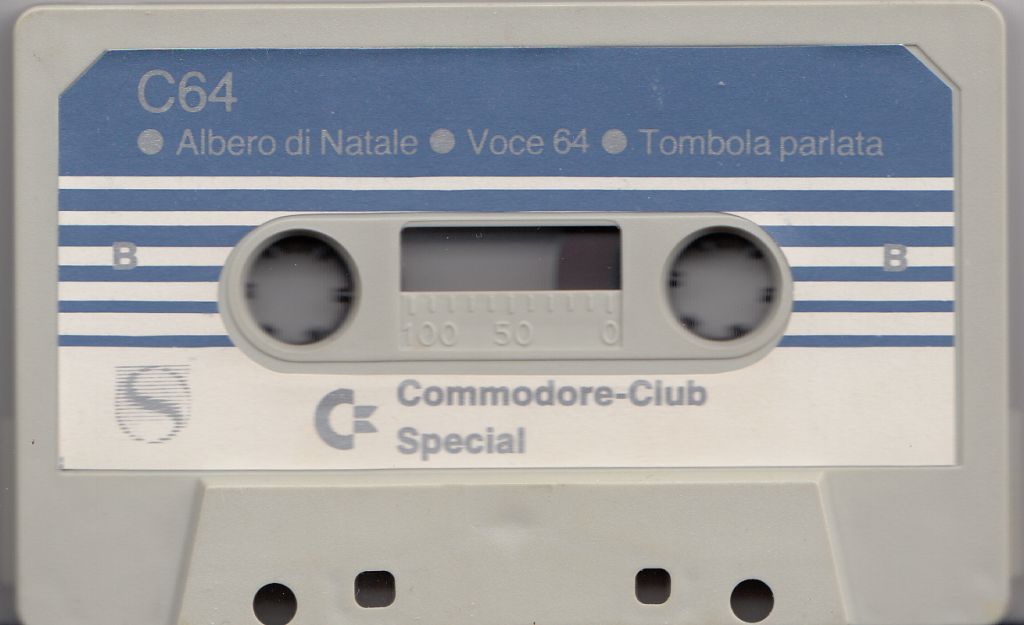 C64
● Albero di Natale ● Voce 64 ● Tombola parlata
B B
100 50 0
S
Commodore-Club
Special